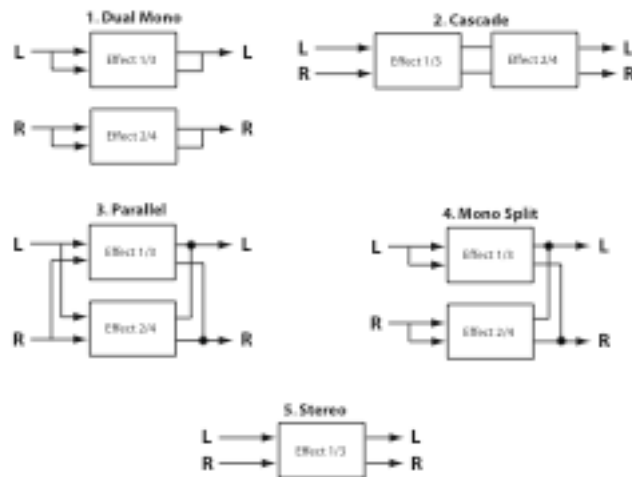 1. Dual Mono
L Effect 1/3 L
R Effect 2/4 R
2. Cascade
L L
Effect 1/3 Effect 2/4
R R
3. Parallel
L Effect 1/3 L
R Effect 2/4 R
4. Mono Split
L Effect 1/3 L
R Effect 2/4 R
5. Stereo
L L
Effect 1/3
R R